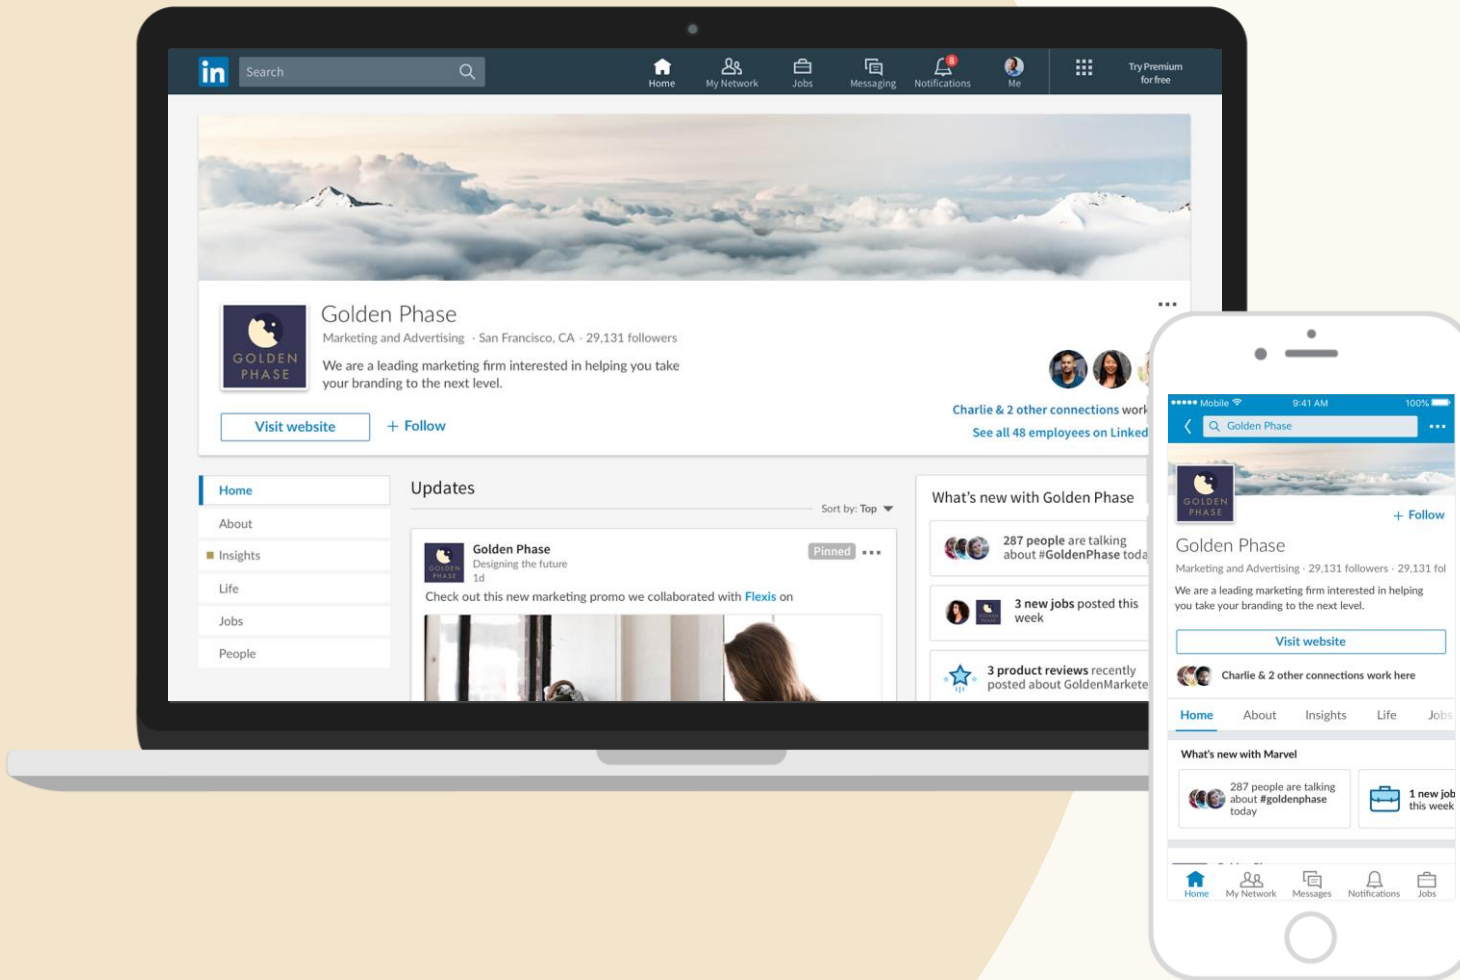 in
Search
Home
My Network
Jobs
Messaging
8
Notifications
Me
Try Premium
for free
GOLDEN
PHASE
Golden Phase
Marketing and Advertising · San Francisco, CA · 29,131 followers
We are a leading marketing firm interested in helping you take
your branding to the next level.
Visit website
+ Follow
Charlie & 2 other connections work
See all 48 employees on Linked
Home
About
Insights
Life
Jobs
People
Updates
Sort by: Top
GOLDEN
PHASE
Golden Phase
Designing the future
1d
Pinned
Check out this new marketing promo we collaborated with Flexis on
What's new with Golden Phase
287 people are talking
about #GoldenPhase toda
3 new jobs posted this
week
3 product reviews recently
posted about GoldenMarkete
Mobile
9:41 AM
100%
Golden Phase
GOLDEN
PHASE
+ Follow
Golden Phase
Marketing and Advertising · 29,131 followers · 29,131 fol
We are a leading marketing firm interested in helping
you take your branding to the next level.
Visit website
Charlie & 2 other connections work here
Home
About
Insights
Life
Jobs
What's new with Marvel
287 people are talking
about #goldenphase
today
1 new job
this week
Home
My Network
Messages
Notifications
Jobs